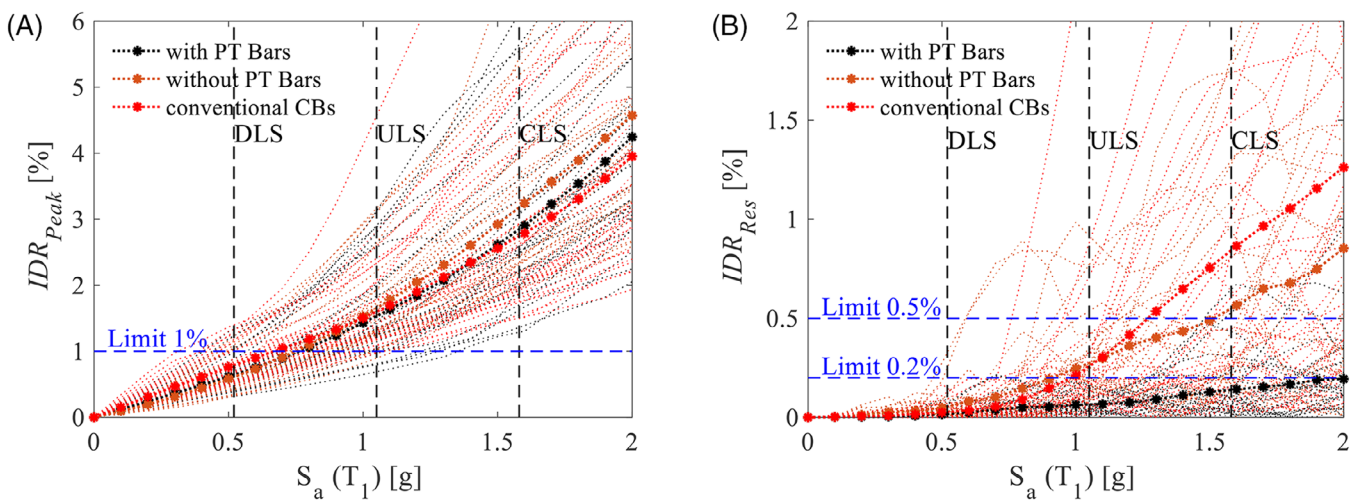 (A)
6
5
4
3
2
1
0
IDR_Peak [%]
with PT Bars
without PT Bars
conventional CBs
DLS
ULS
CLS
Limit 1%
0 0.5 1 1.5 2
S_a (T_1) [g]
(B)
2
1.5
1
0.5
0
IDR_Res [%]
with PT Bars
without PT Bars
conventional CBs
DLS
ULS
CLS
Limit 0.5%
Limit 0.2%
0 0.5 1 1.5 2
S_a (T_1) [g]